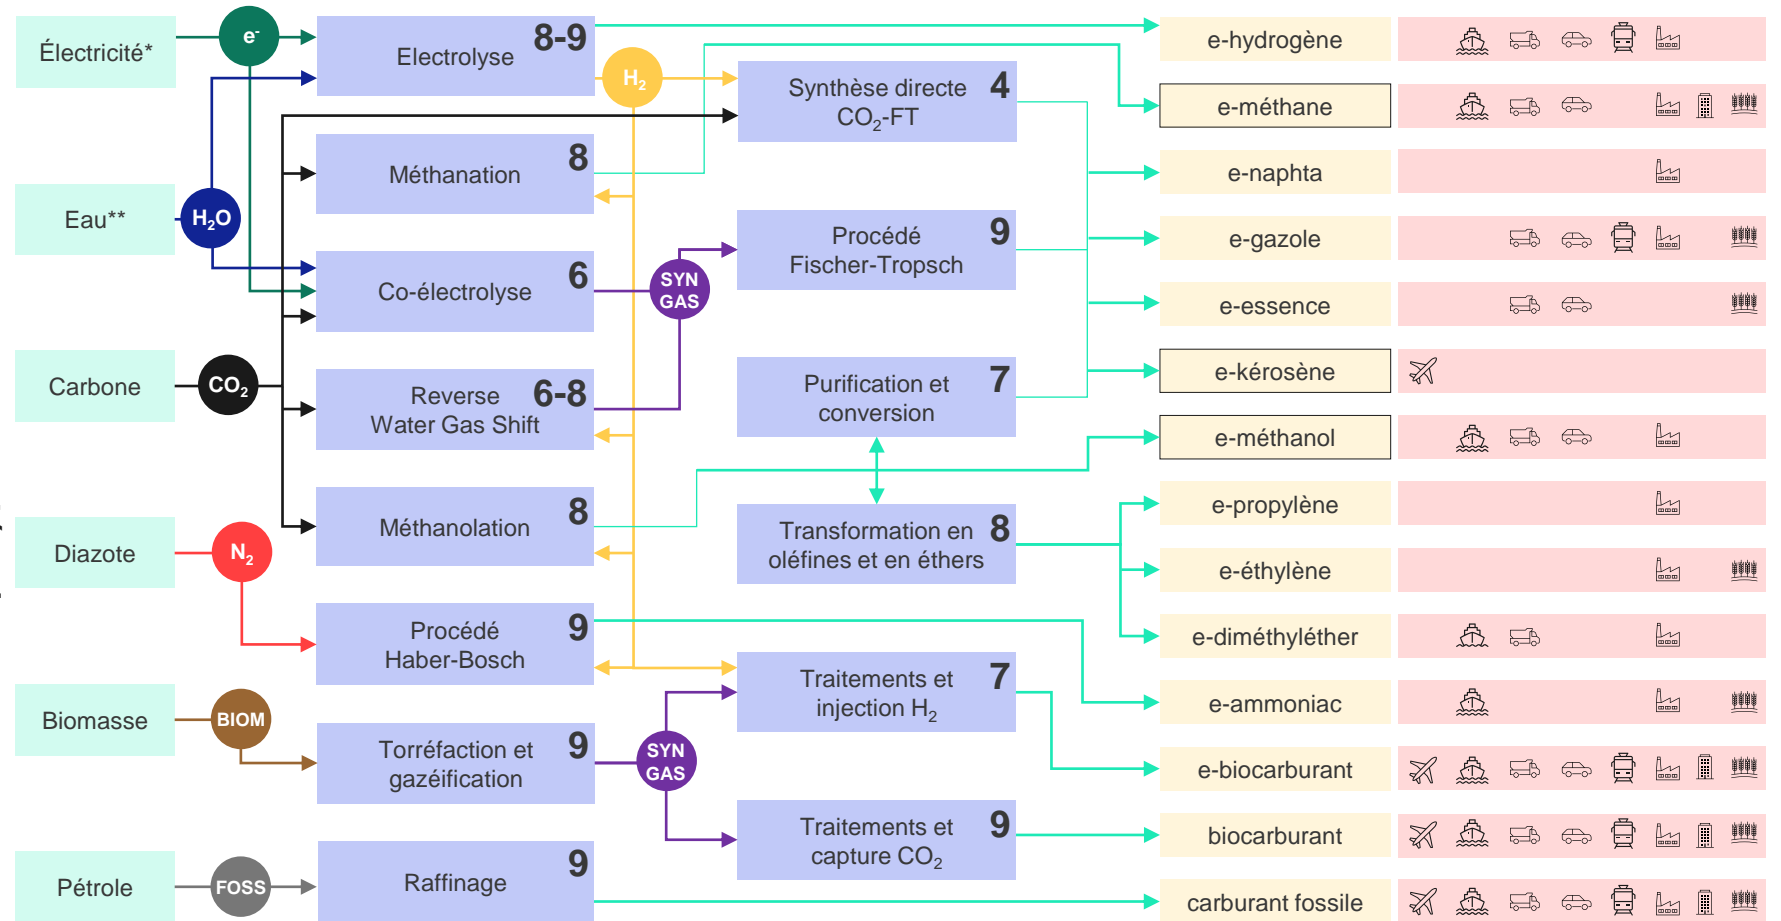 Électricité*
Eau**
Carbone
Diazote
Biomasse
Pétrole
e-
H2O
CO2
N2
BIOM
FOSS
Electrolyse
8-9
Méthanation
8
Co-électrolyse
6
Reverse
Water Gas Shift
6-8
Méthanolation
8
Procédé
Haber-Bosch
9
Torréfaction et
gazéification
9
Raffinage
9
H2
SYN
GAS
SYN
GAS
Synthèse directe
CO2-FT
4
Procédé
Fischer-Tropsch
9
Purification et
conversion
7
Transformation en
oléfines et en éthers
8
Traitements et
injection H2
7
Traitements et
capture CO2
9
e-hydrogène
e-méthane
e-naphta
e-gazole
e-essence
e-kérosène
e-méthanol
e-propylène
e-éthylène
e-diméthyléther
e-ammoniac
e-biocarburant
biocarburant
carburant fossile